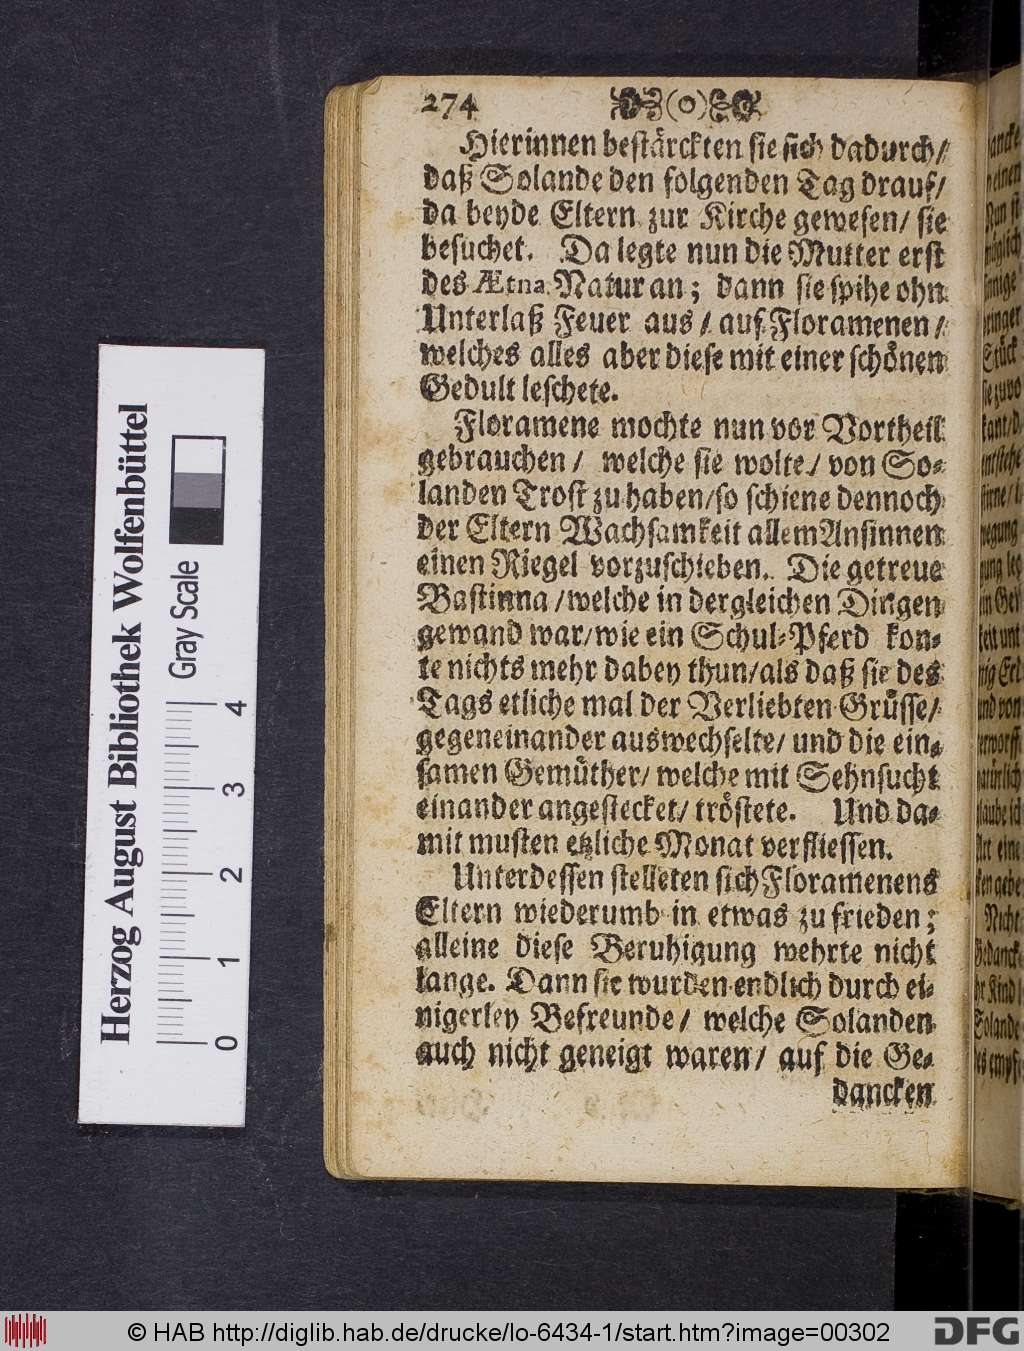 274 (o)
Hierinnen bestärckten sie sich dadurch/
daß Solande den folgenden Tag drauf/
da beyde Eltern zur Kirche gewesen/ sie
besuchet. Da legte nun die Mutter erst
des Ætna Natur an; dann sie spihe ohn
Unterlaß Feuer aus / auf Floramenen /
welches alles aber diese mit einer schönen
Gedult leschete.
Floramene mochte nun vor Vortheil
gebrauchen / welche sie wolte / von So-
landen Trost zu haben/so schiene dennoch
der Eltern Wachsamkeit allem Ansinnen
einen Riegel vorzuschieben. Die getreue
Bastinna /welche in dergleichen Dingen
gewand war/wie ein Schul-Pferd kon-
te nichts mehr dabey thun/als daß sie des
Tags etliche mal der Verliebten Grüsse/
gegeneinander auswechselte/ und die ein-
samen Gemüther/ welche mit Sehnsucht
einander angestecket/ tröstete. Und da-
mit musten etzliche Monat verfliessen.
Unterdessen stelleten sich Floramenens
Eltern wiederumb in etwas zu frieden;
alleine diese Beruhigung wehrte nicht
lange. Dann sie wurden endlich durch ei-
nigerley Befreunde/ welche Solanden
auch nicht geneigt waren/ auf die Ge-
dancken
Herzog August Bibliothek Wolfenbüttel
Gray Scale
0 1 2 3 4
© HAB http://diglib.hab.de/drucke/lo-6434-1/start.htm?image=00302
DFG